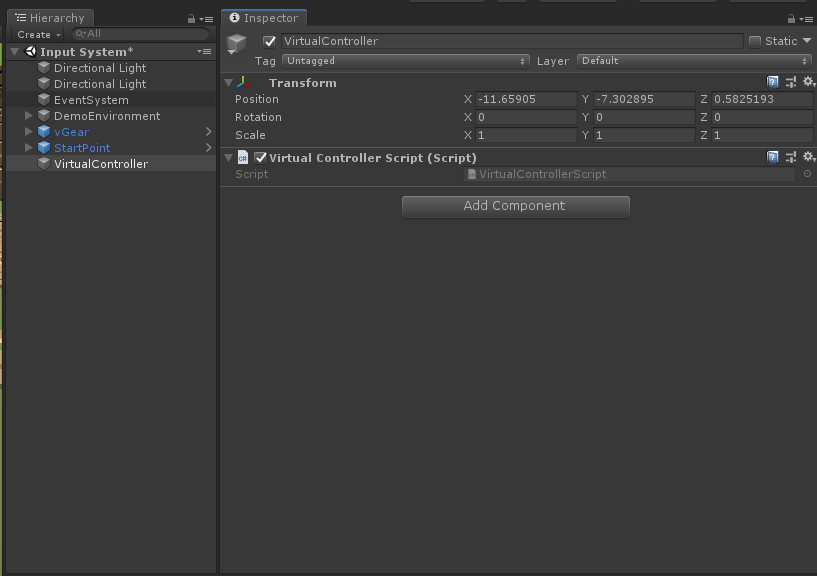 Hierarchy
Create
All
Input System*
Directional Light
Directional Light
EventSystem
DemoEnvironment
vGear
StartPoint
VirtualController
Inspector
VirtualController Static
Tag Untagged Layer Default
Transform
Position X -11.65905 Y -7.302895 Z 0.5825193
Rotation X 0 Y 0 Z 0
Scale X 1 Y 1 Z 1
Virtual Controller Script (Script)
Script VirtualControllerScript
Add Component